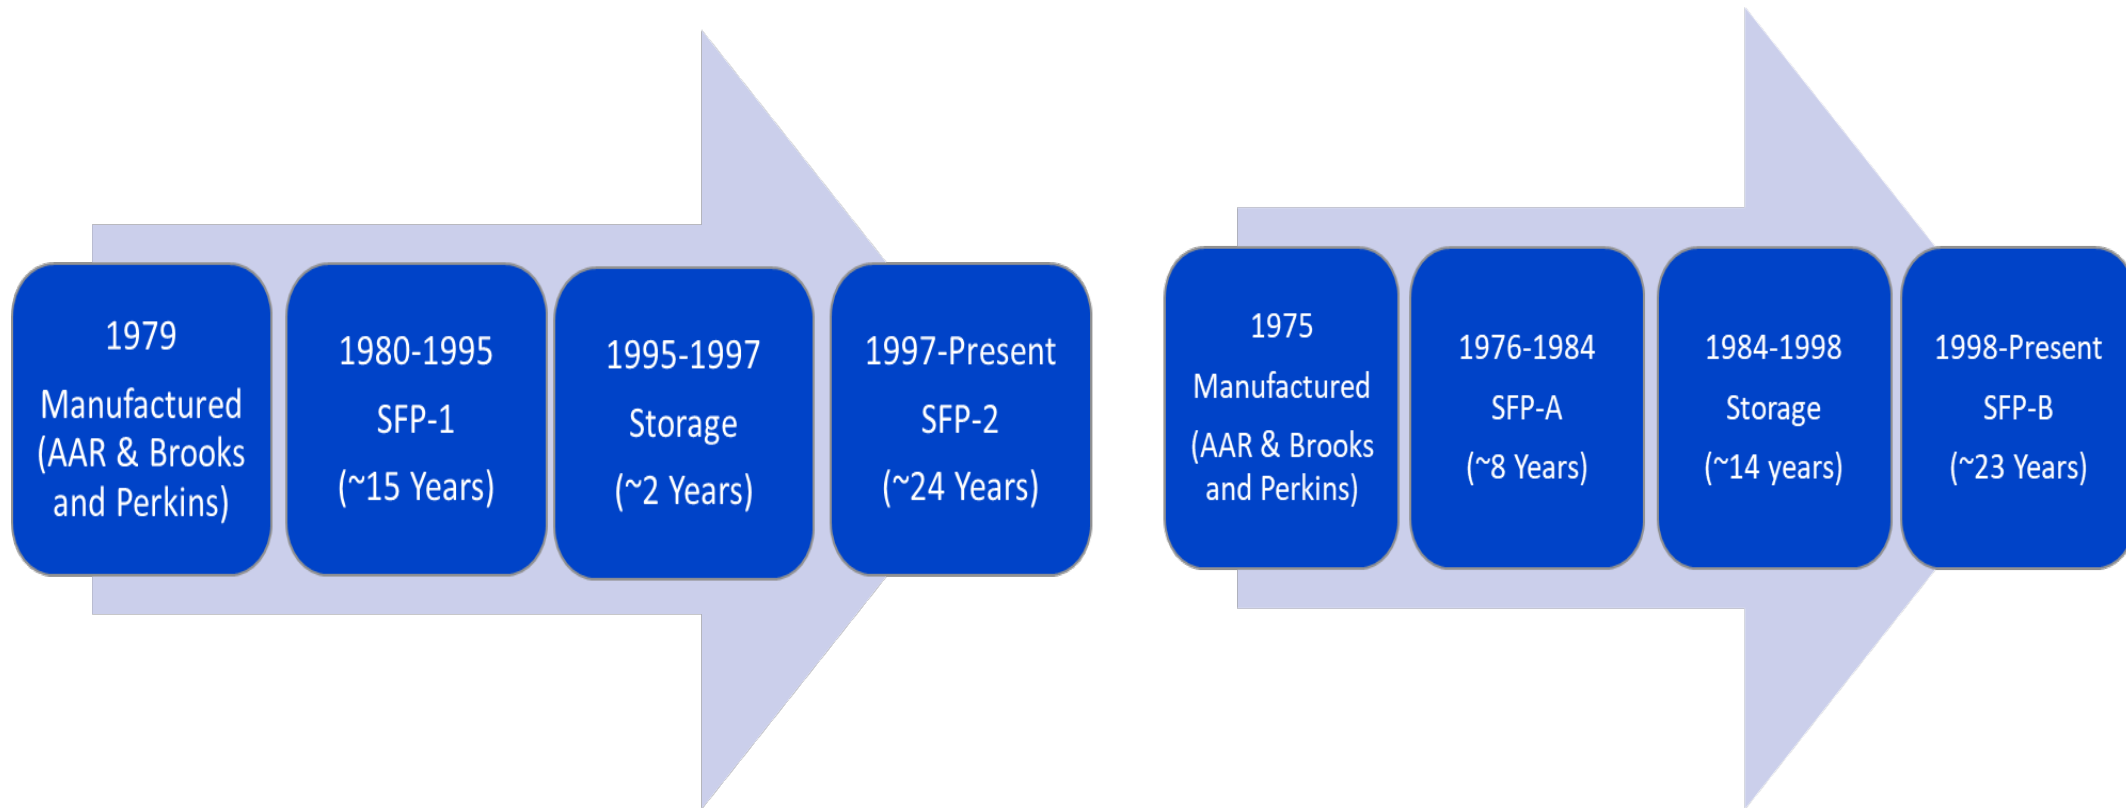 1979
Manufactured
(AAR & Brooks
and Perkins)
1980-1995
SFP-1
(~15 Years)
1995-1997
Storage
(~2 Years)
1997-Present
SFP-2
(~24 Years)
1975
Manufactured
(AAR & Brooks
and Perkins)
1976-1984
SFP-A
(~8 Years)
1984-1998
Storage
(~14 years)
1998-Present
SFP-B
(~23 Years)